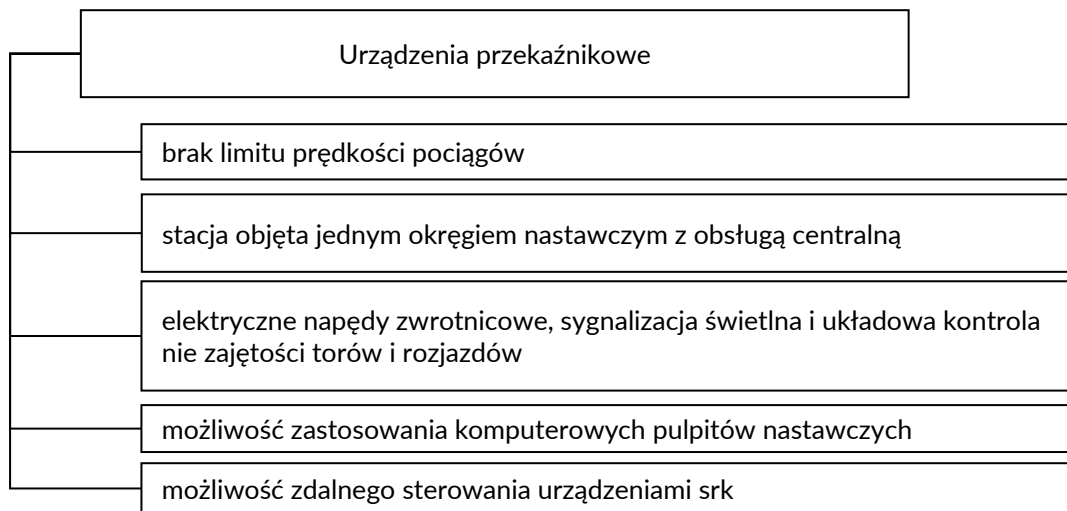 Urządzenia przekaźnikowe
brak limitu prędkości pociągów
stacja objęta jednym okręgiem nastawczym z obsługą centralną
elektryczne napędy zwrotnicowe, sygnalizacja świetlna i układowa kontrola
nie zajętości torów i rozjazdów
możliwość zastosowania komputerowych pulpitów nastawczych
możliwość zdalnego sterowania urządzeniami srk